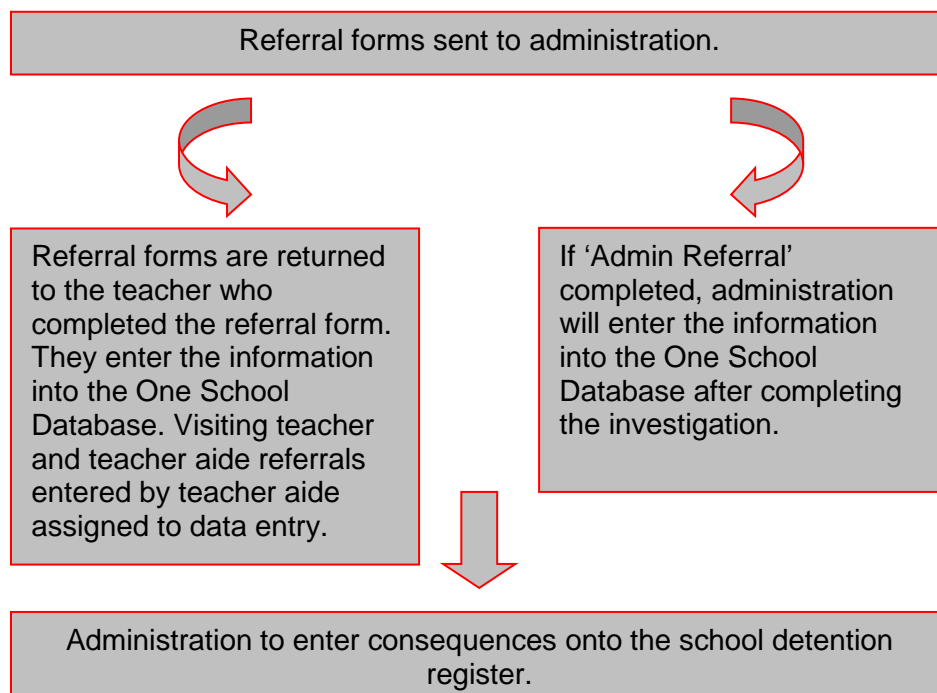 Referral forms sent to administration.
Referral forms are returned
to the teacher who
completed the referral form.
They enter the information
into the One School
Database. Visiting teacher
and teacher aide referrals
entered by teacher aide
assigned to data entry.
If ‘Admin Referral’
completed, administration
will enter the information
into the One School
Database after completing
the investigation.
Administration to enter consequences onto the school detention
register.